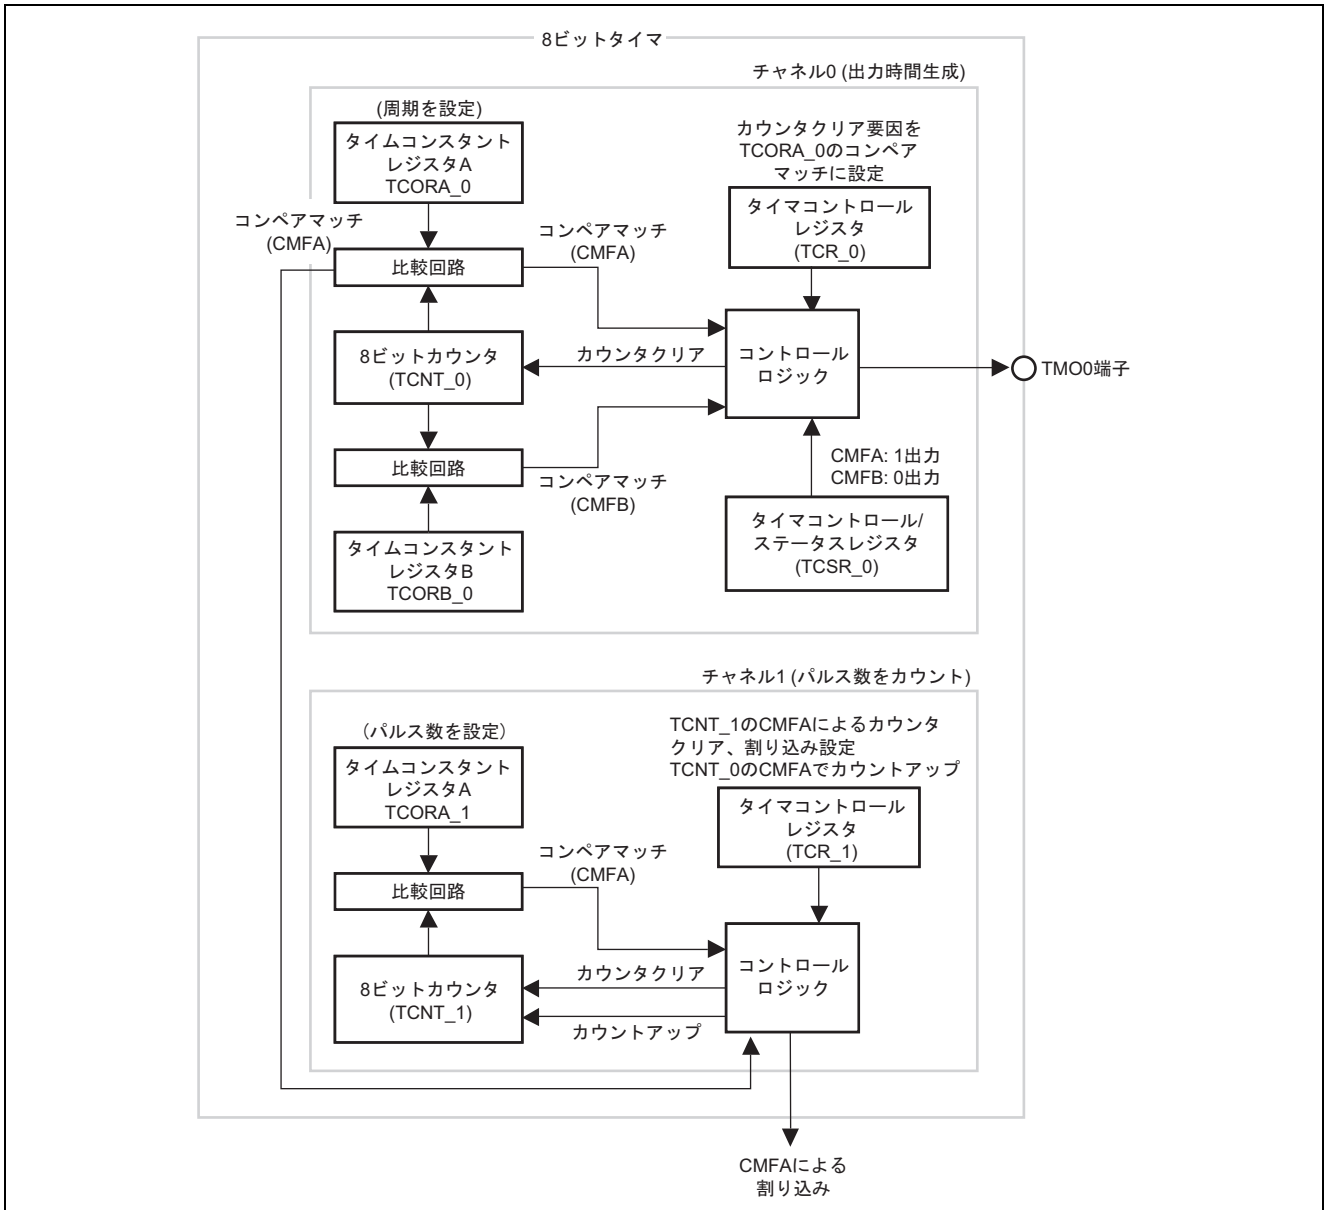 8ビットタイマ
チャネル0 (出力時間生成)
(周期を設定)
タイムコンスタント
レジスタA
TCORA_0
カウンタクリア要因を
TCORA_0のコンペア
マッチに設定
タイマコントロール
レジスタ
(TCR_0)
コンペアマッチ
(CMFA)
コンペアマッチ
(CMFA)
比較回路
8ビットカウンタ
(TCNT_0)
カウンタクリア
コントロール
ロジック
TMO0端子
比較回路
コンペアマッチ
(CMFB)
CMFA: 1出力
CMFB: 0出力
タイムコンスタント
レジスタB
TCORB_0
タイマコントロール/
ステータスレジスタ
(TCSR_0)
チャネル1 (パルス数をカウント)
（パルス数を設定）
タイムコンスタント
レジスタA
TCORA_1
TCNT_1のCMFAによるカウンタ
クリア、割り込み設定
TCNT_0のCMFAでカウントアップ
タイマコントロール
レジスタ
(TCR_1)
コンペアマッチ
(CMFA)
比較回路
8ビットカウンタ
(TCNT_1)
カウンタクリア
カウントアップ
コントロール
ロジック
CMFAによる
割り込み